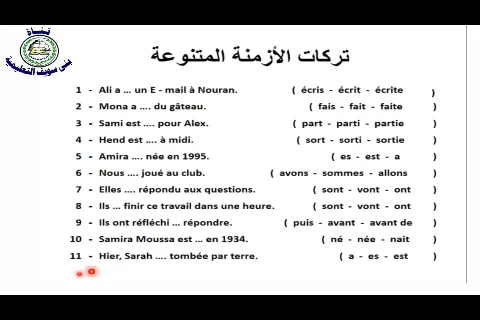 قناة
بنى سويف التعليمية
تركات الأزمنة المتنوعة
1 - Ali a ... un E - mail à Nouran. ( écris - écrit - écrite )
2 - Mona a .... du gâteau. ( fais - fait - faite )
3 - Sami est .... pour Alex. ( part - parti - partie )
4 - Hend est .... à midi. ( sort - sorti - sortie )
5 - Amira .... née en 1995. ( es - est - a )
6 - Nous .... joué au club. ( avons - sommes - allons )
7 - Elles .... répondu aux questions. ( sont - vont - ont )
8 - Ils ... finir ce travail dans une heure. ( sont - vont - ont )
9 - Ils ont réfléchi ... répondre. ( puis - avant - avant de )
10 - Samira Moussa est ... en 1934. ( né - née - nait )
11 - Hier, Sarah .... tombée par terre. ( a - es - est )